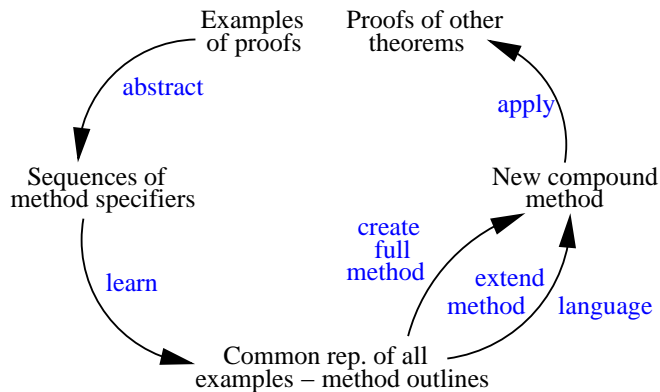 Examples
of proofs
Proofs of other
theorems
abstract
apply
Sequences of
method specifiers
New compound
method
create
full
method
learn
extend
method
language
Common rep. of all
examples – method outlines